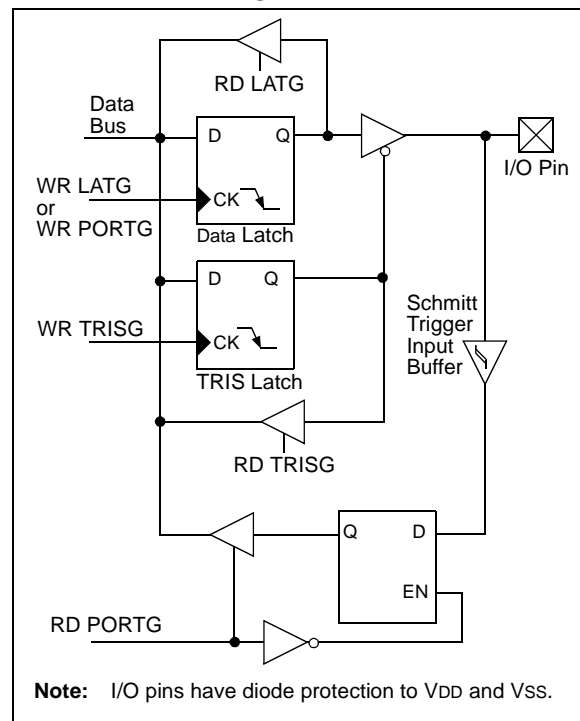 RD LATG
Data
Bus
D
Q
I/O Pin
WR LATG
or
WR PORTG
CK
Data Latch
D
Q
WR TRISG
CK
TRIS Latch
Schmitt
Trigger
Input
Buffer
RD TRISG
Q
D
EN
RD PORTG
Note: I/O pins have diode protection to VDD and VSS.